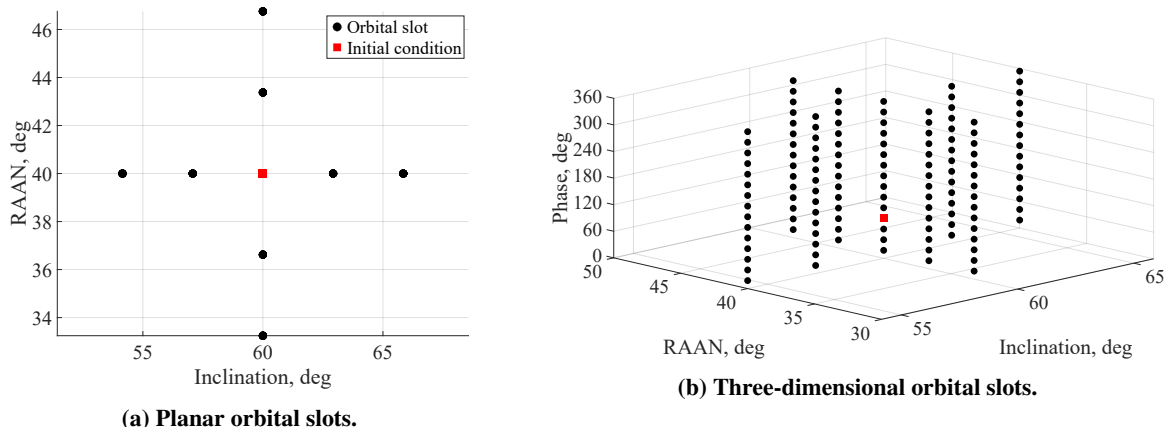 46
44
42
40
38
36
34
RAAN, deg
55
60
65
Inclination, deg
Orbital slot
Initial condition
(a) Planar orbital slots.
360
300
240
180
120
60
0
Phase, deg
50
45
40
35
30
RAAN, deg
55
60
65
Inclination, deg
(b) Three-dimensional orbital slots.